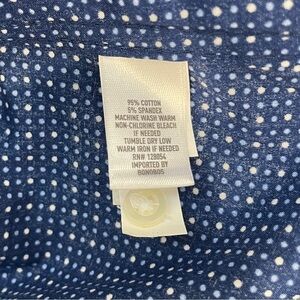 95% COTTON
5% SPANDEX
MACHINE WASH WARM
NON-CHLORINE BLEACH
IF NEEDED
TUMBLE DRY LOW
WARM IRON IF NEEDED
RN# 128054
IMPORTED BY
BONOBOS